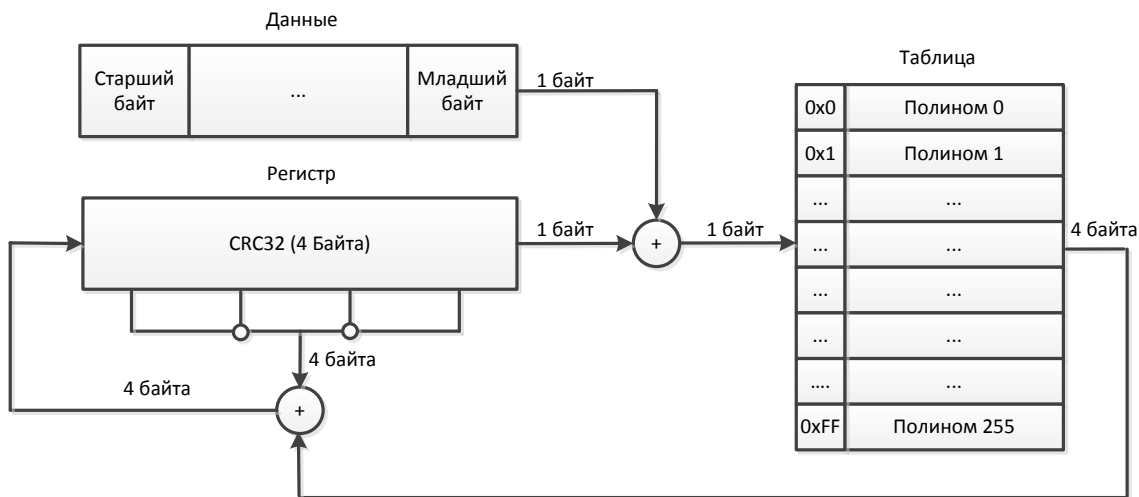 Данные
Старший
байт
...
Младший
байт
1 байт
Регистр
CRC32 (4 Байта)
1 байт
+
1 байт
4 байта
4 байта
+
Таблица
0x0 Полином 0
0x1 Полином 1
... ...
... ...
... ...
... ...
.... ...
0xFF Полином 255
4 байта